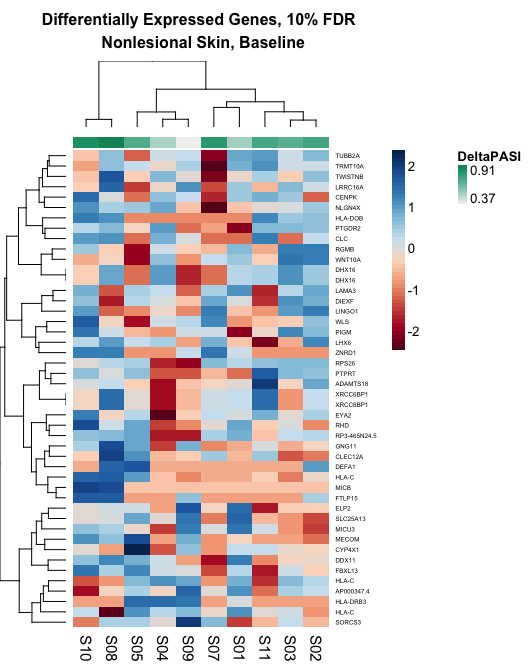 Differentially Expressed Genes, 10% FDR
Nonlesional Skin, Baseline
TUBB2A
TRMT10A
TWISTNB
LRRC16A
CENPK
NLGN4X
HLA-DOB
PTGDR2
CLC
RGMB
WNT10A
DHX16
DHX16
LAMA3
DIEXF
LINGO1
WLS
PIGM
LHX6
ZNRD1
RPS26
PTPRT
ADAMTS18
XRCC6BP1
XRCC6BP1
EYA2
RHD
RP3-465N24.5
GNG11
CLEC12A
DEFA1
HLA-C
MICB
FTLP15
ELP2
SLC25A13
MICU3
MECOM
CYP4X1
DDX11
FBXL13
HLA-C
AP000347.4
HLA-DRB3
HLA-C
SORCS3
S10 S08 S05 S04 S09 S07 S01 S11 S03 S02
2
1
0
-1
-2
DeltaPASI
0.91
0.37